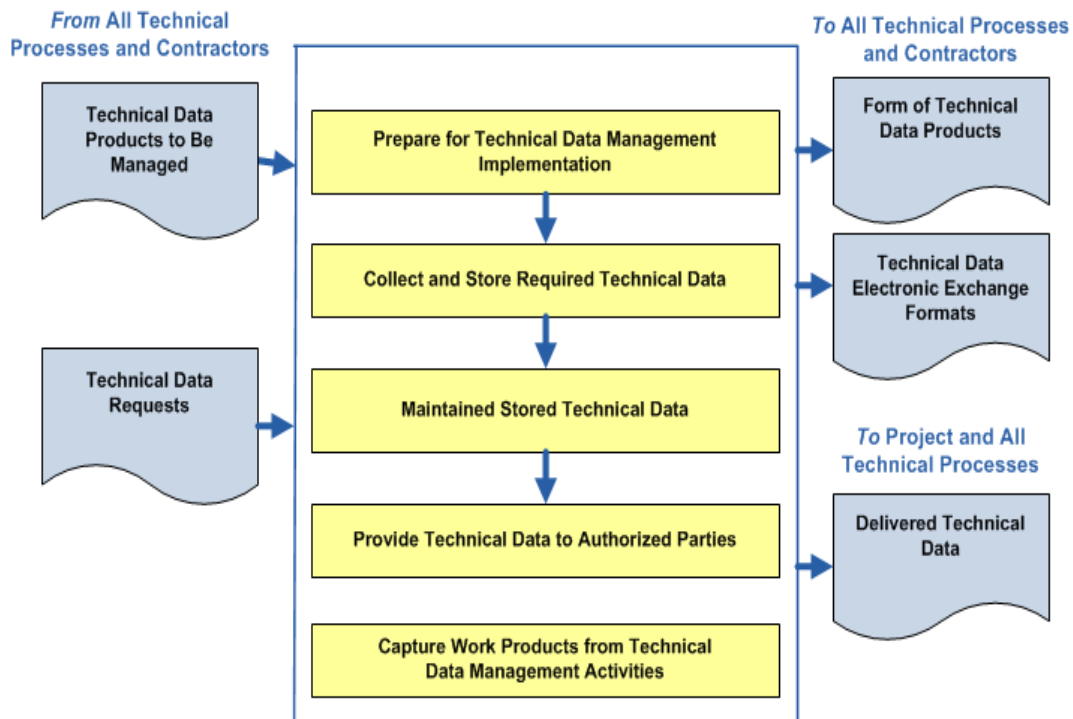 From All Technical
Processes and Contractors
Technical Data
Products to Be
Managed
Technical Data
Requests
Prepare for Technical Data Management
Implementation
Collect and Store Required Technical Data
Maintained Stored Technical Data
Provide Technical Data to Authorized Parties
Capture Work Products from Technical
Data Management Activities
To All Technical Processes
and Contractors
Form of Technical
Data Products
Technical Data
Electronic Exchange
Formats
To Project and All
Technical Processes
Delivered Technical
Data